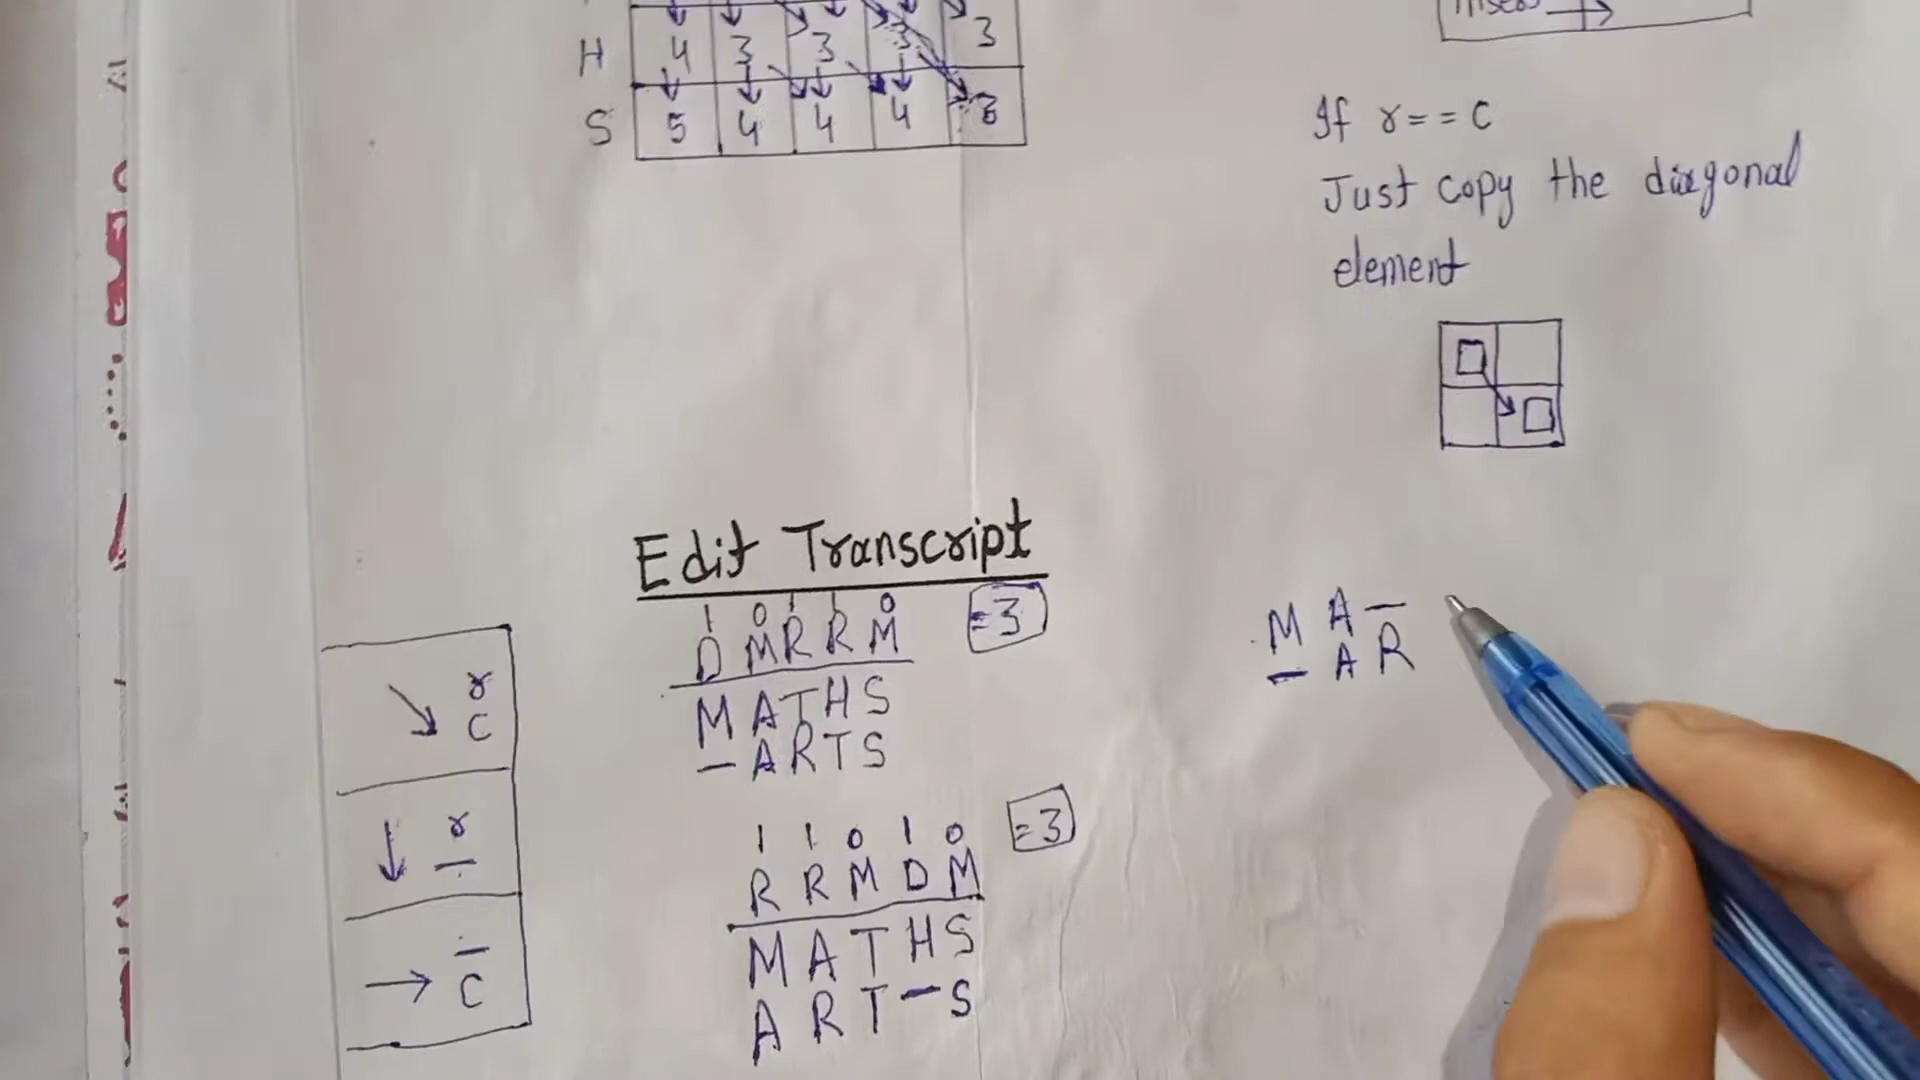 H 4 3 3 3 3
S 5 4 4 4 3
If r == C
Just copy the diagonal
element
Edit Transcript
1 0 1 1 0
D M R R M =3
M A T H S
— A R T S
1 1 0 1 0
R R M D M =3
M A T H S
A R T — S
M A —
— A R
↘ r
C
↓ r
—
→ —
C